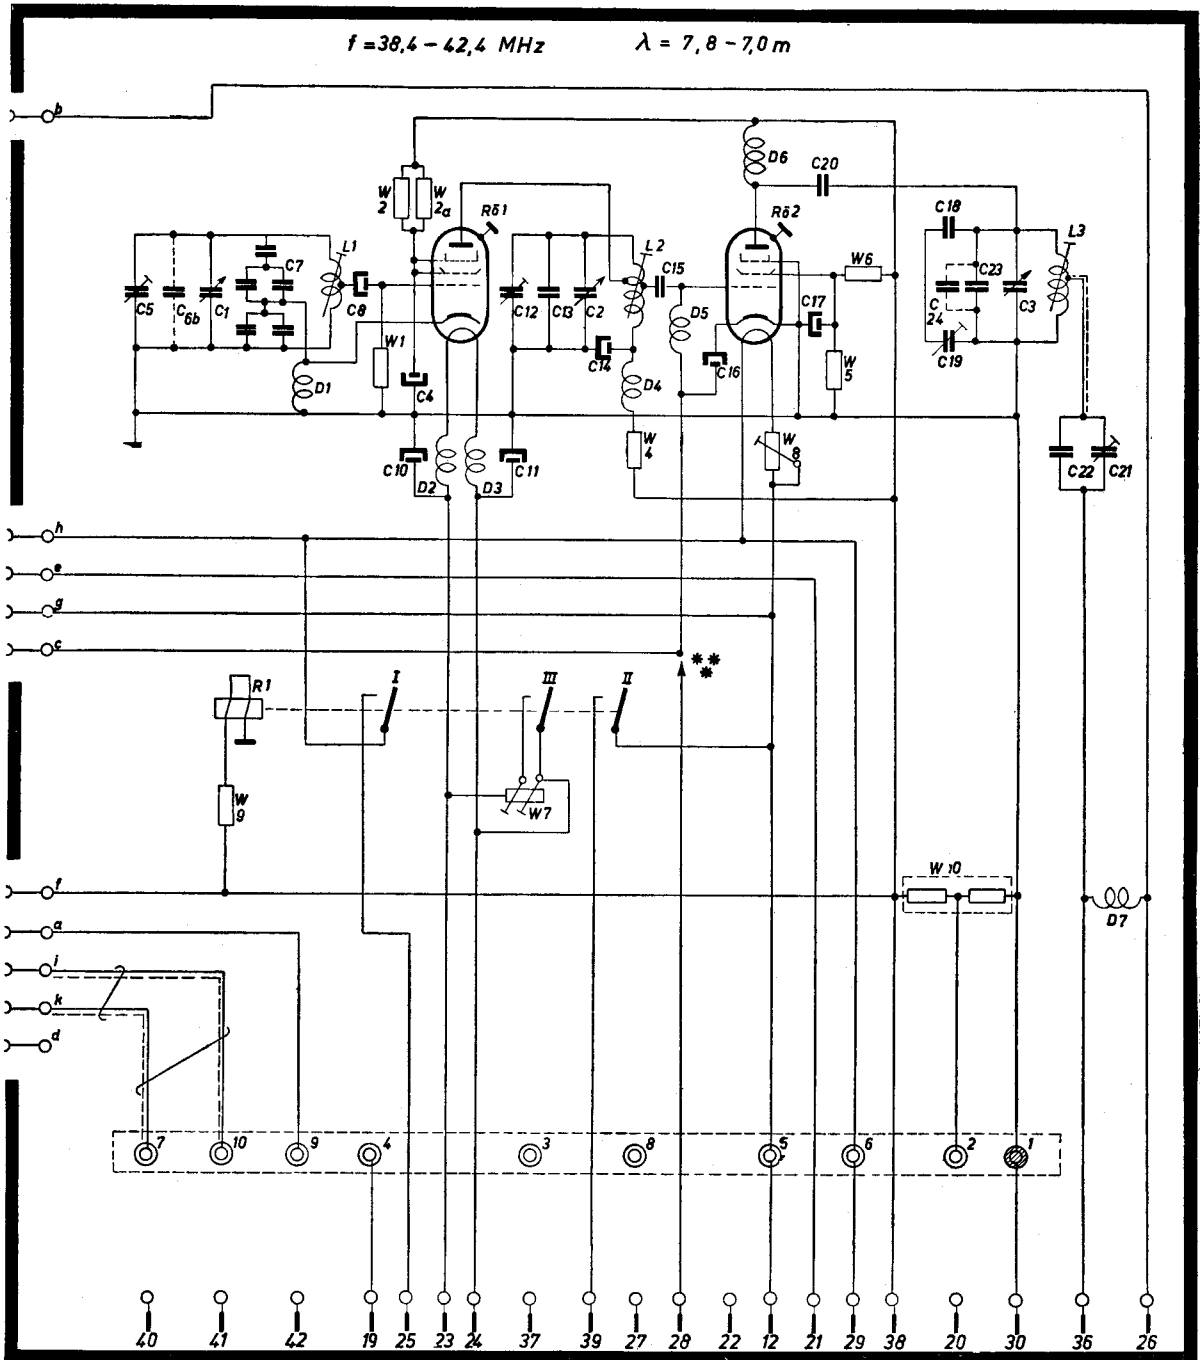 f = 38,4 – 42,4 MHz λ = 7,8 – 7,0 m
b
D6
C20
W 2
W 2a
Rö1
Rö2
C18
L1
L2
L3
C7
C15
W6
C23
C5
C6b
C1
C8
C12
C13
C2
D5
C17
C24
C3
W1
C14
C16
W 5
C19
D1
C4
D4
W 4
W 8
C10
D2
D3
C11
C22
C21
h
e
g
c
***
R1
I
III
II
W 9
W7
f
W10
D7
a
i
k
d
7 10 9 4 3 8 5 6 2 1
40 41 42 19 25 23 24 37 39 27 28 22 12 21 29 38 20 30 36 26